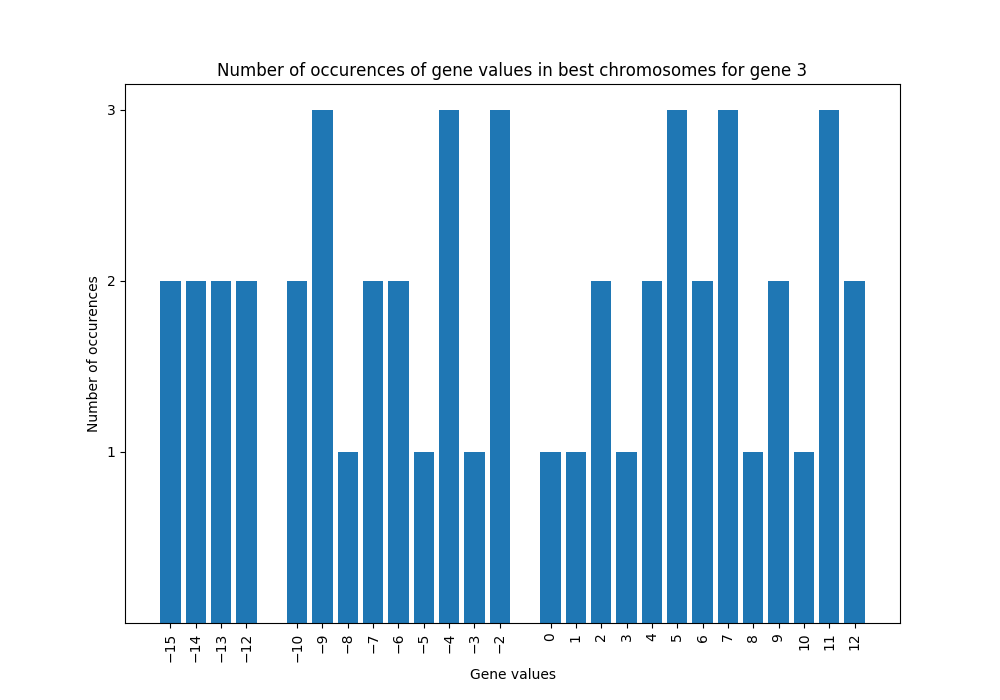 Number of occurences of gene values in best chromosomes for gene 3
3
2
1
Number of occurences
−15 −14 −13 −12 −10 −9 −8 −7 −6 −5 −4 −3 −2 0 1 2 3 4 5 6 7 8 9 10 11 12
Gene values